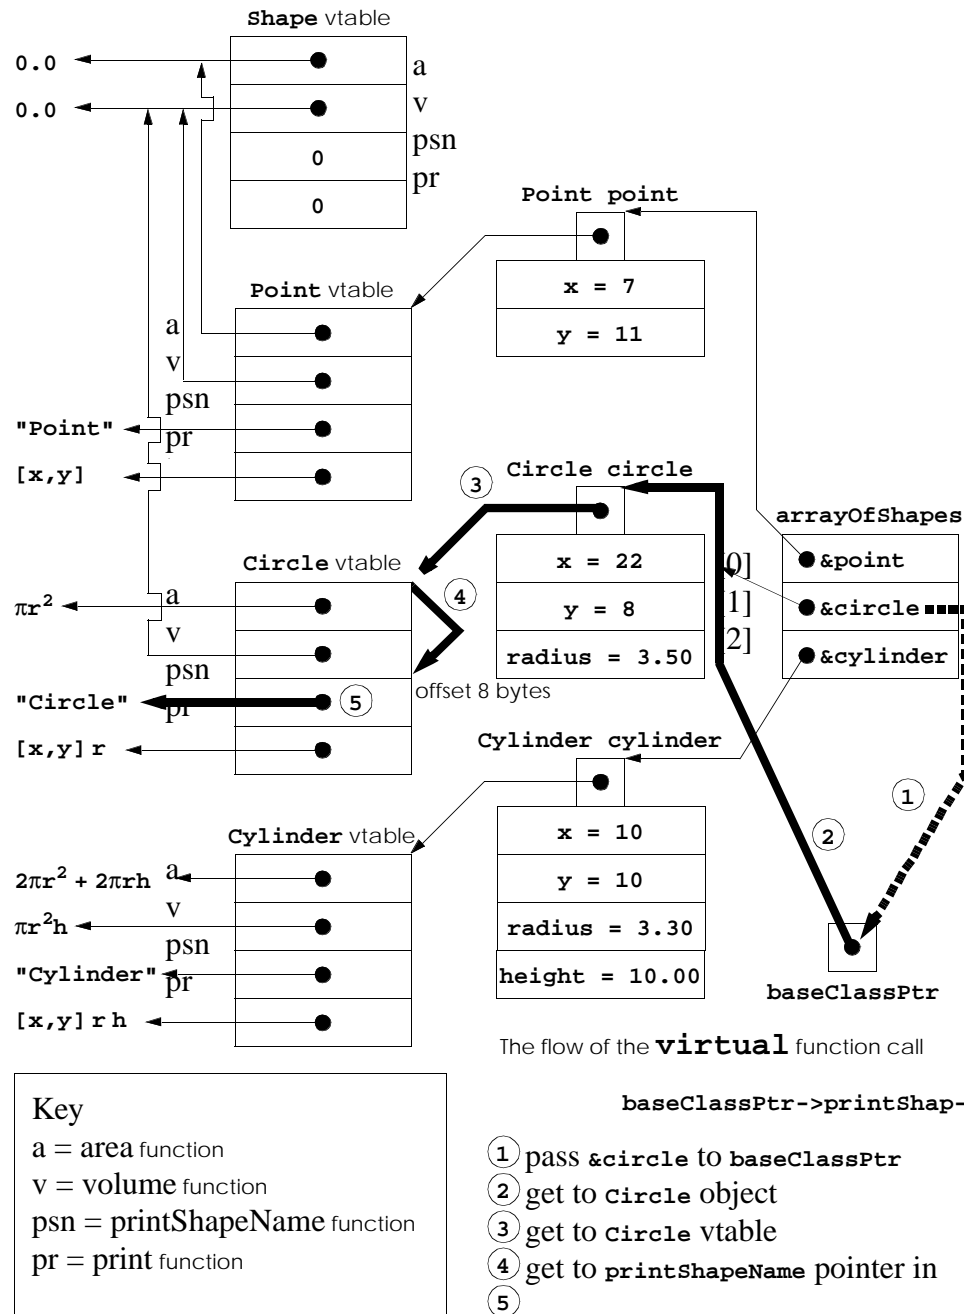 Shape vtable
0.0
a
0.0
v
0
psn
0
pr
Point point
Point vtable
x = 7
y = 11
a
v
psn
"Point"
pr
[x,y]
Circle circle
3
arrayOfShapes
Circle vtable
x = 22
[0]
&point
4
πr²
a
y = 8
[1]
&circle
v
radius = 3.50
[2]
&cylinder
psn
offset 8 bytes
"Circle"
5
pr
[x,y] r
Cylinder cylinder
1
Cylinder vtable
x = 10
2
2πr² + 2πrh
a
y = 10
πr²h
v
radius = 3.30
psn
"Cylinder"
pr
height = 10.00
baseClassPtr
[x,y] r h
The flow of the virtual function call
baseClassPtr->printShap-
Key
a = area function
v = volume function
psn = printShapeName function
pr = print function
1 pass &circle to baseClassPtr
2 get to Circle object
3 get to Circle vtable
4 get to printShapeName pointer in
5